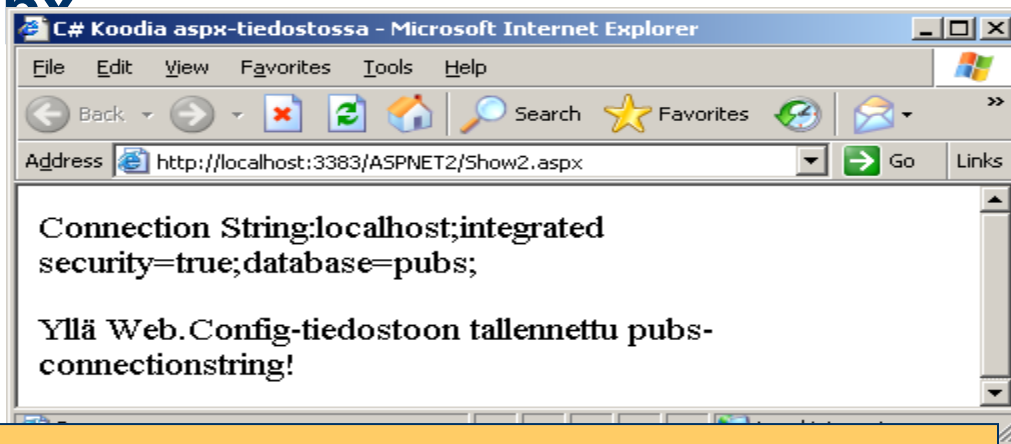 C# Koodia aspx-tiedostossa - Microsoft Internet Explorer
File Edit View Favorites Tools Help
Back Search Favorites »
Address http://localhost:3383/ASPNET2/Show2.aspx Go Links
Connection String:localhost;integrated
security=true;database=pubs;
Yllä Web.Config-tiedostoon tallennettu pubs-
connectionstring!